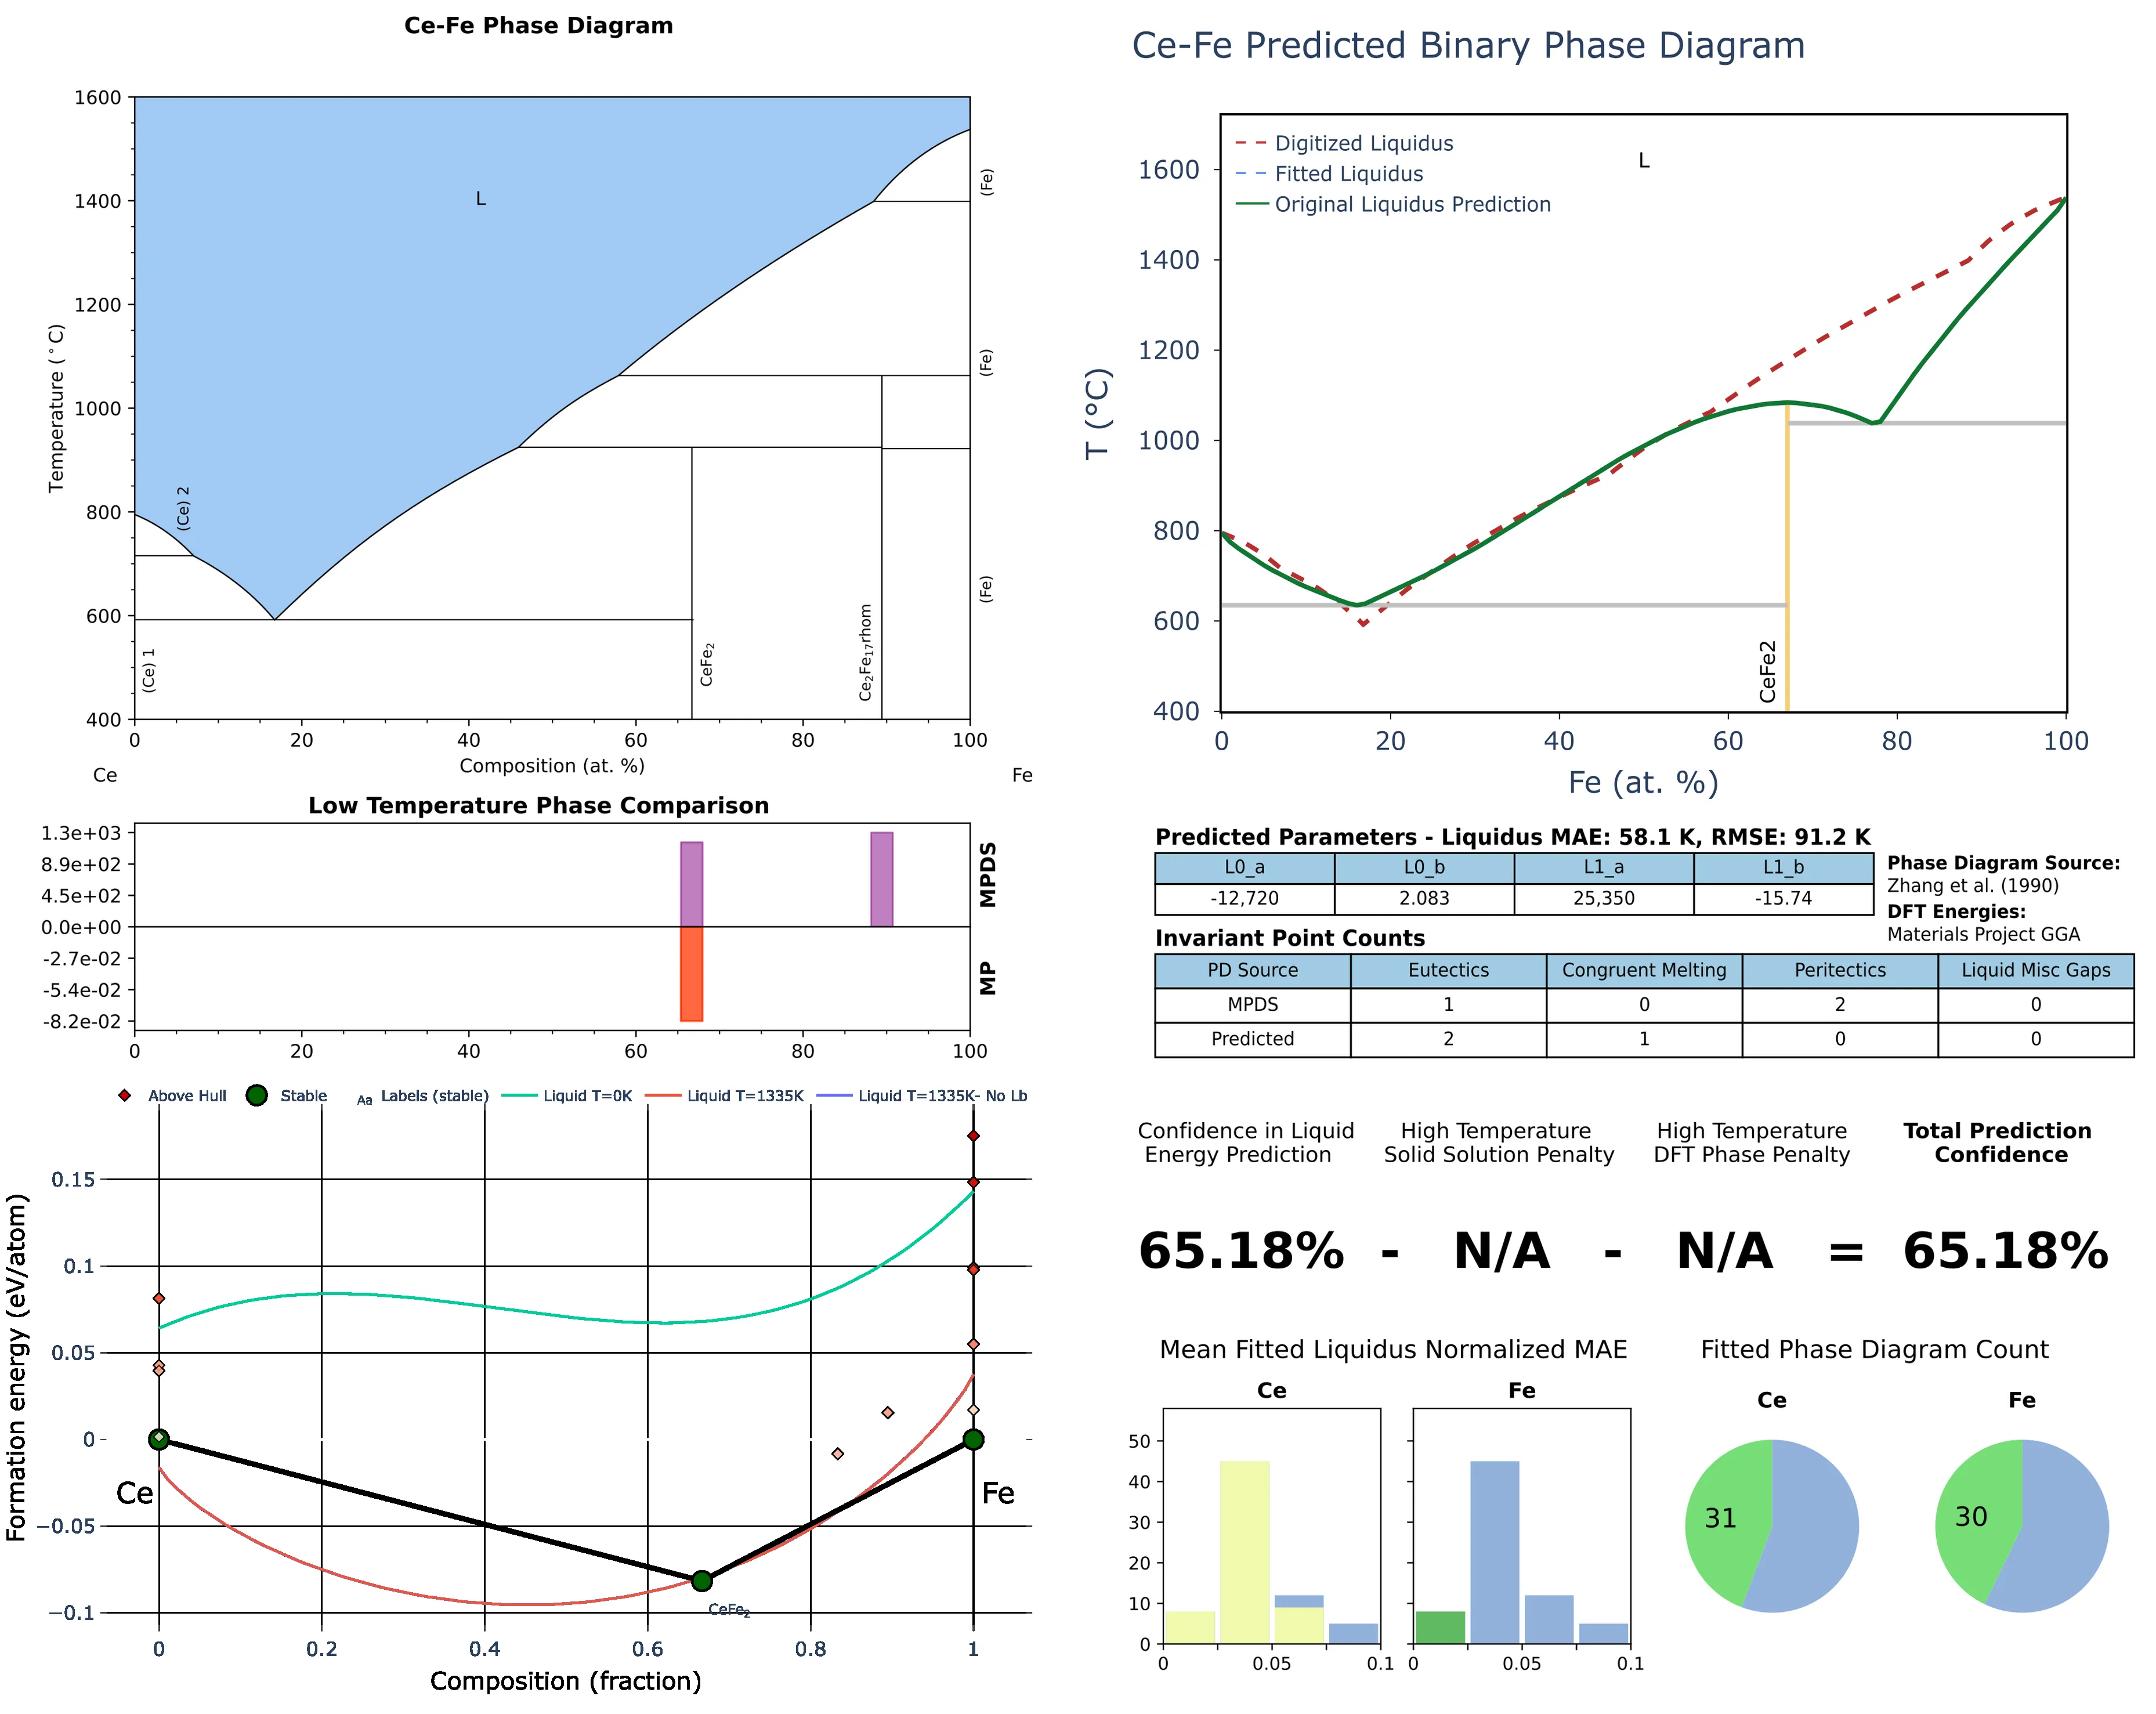 Ce-Fe Phase Diagram
1600
1400
1200
1000
800
600
400
Temperature (°C)
L
(Ce) 2
(Ce) 1
CeFe₂
Ce₂Fe₁₇rhom
(Fe)
(Fe)
(Fe)
0 20 40 60 80 100
Composition (at. %)
Ce Fe
Low Temperature Phase Comparison
1.3e+03
8.9e+02
4.5e+02
0.0e+00
-2.7e-02
-5.4e-02
-8.2e-02
MPDS
MP
0 20 40 60 80 100
Above Hull Stable Aa Labels (stable) Liquid T=0K Liquid T=1335K Liquid T=1335K- No Lb
0.15
0.1
0.05
0
−0.05
−0.1
Formation energy (eV/atom)
Ce Fe
CeFe₂
0 0.2 0.4 0.6 0.8 1
Composition (fraction)
Ce-Fe Predicted Binary Phase Diagram
Digitized Liquidus
Fitted Liquidus
Original Liquidus Prediction
L
1600
1400
1200
1000
800
600
400
T (°C)
CeFe2
0 20 40 60 80 100
Fe (at. %)
Predicted Parameters - Liquidus MAE: 58.1 K, RMSE: 91.2 K
L0_a L0_b L1_a L1_b
-12,720 2.083 25,350 -15.74
Phase Diagram Source:
Zhang et al. (1990)
DFT Energies:
Materials Project GGA
Invariant Point Counts
PD Source Eutectics Congruent Melting Peritectics Liquid Misc Gaps
MPDS 1 0 2 0
Predicted 2 1 0 0
Confidence in Liquid
Energy Prediction
High Temperature
Solid Solution Penalty
High Temperature
DFT Phase Penalty
Total Prediction
Confidence
65.18% - N/A - N/A = 65.18%
Mean Fitted Liquidus Normalized MAE
Ce Fe
50
40
30
20
10
0
0 0.05 0.1
0 0.05 0.1
Fitted Phase Diagram Count
Ce Fe
31 30